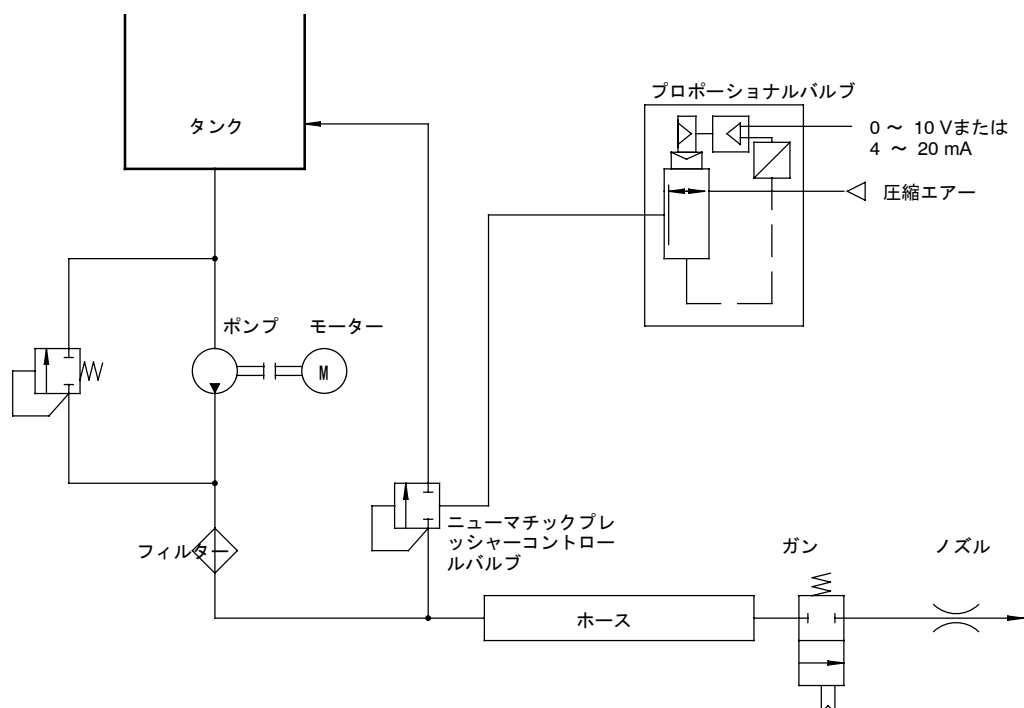 プロポーショナルバルブ
タンク
0 ～ 10 Vまたは
4 ～ 20 mA
圧縮エアー
ポンプ
モーター
M
ニューマチックプレ
ッシャーコントロー
ルバルブ
フィルター
ガン
ノズル
ホース